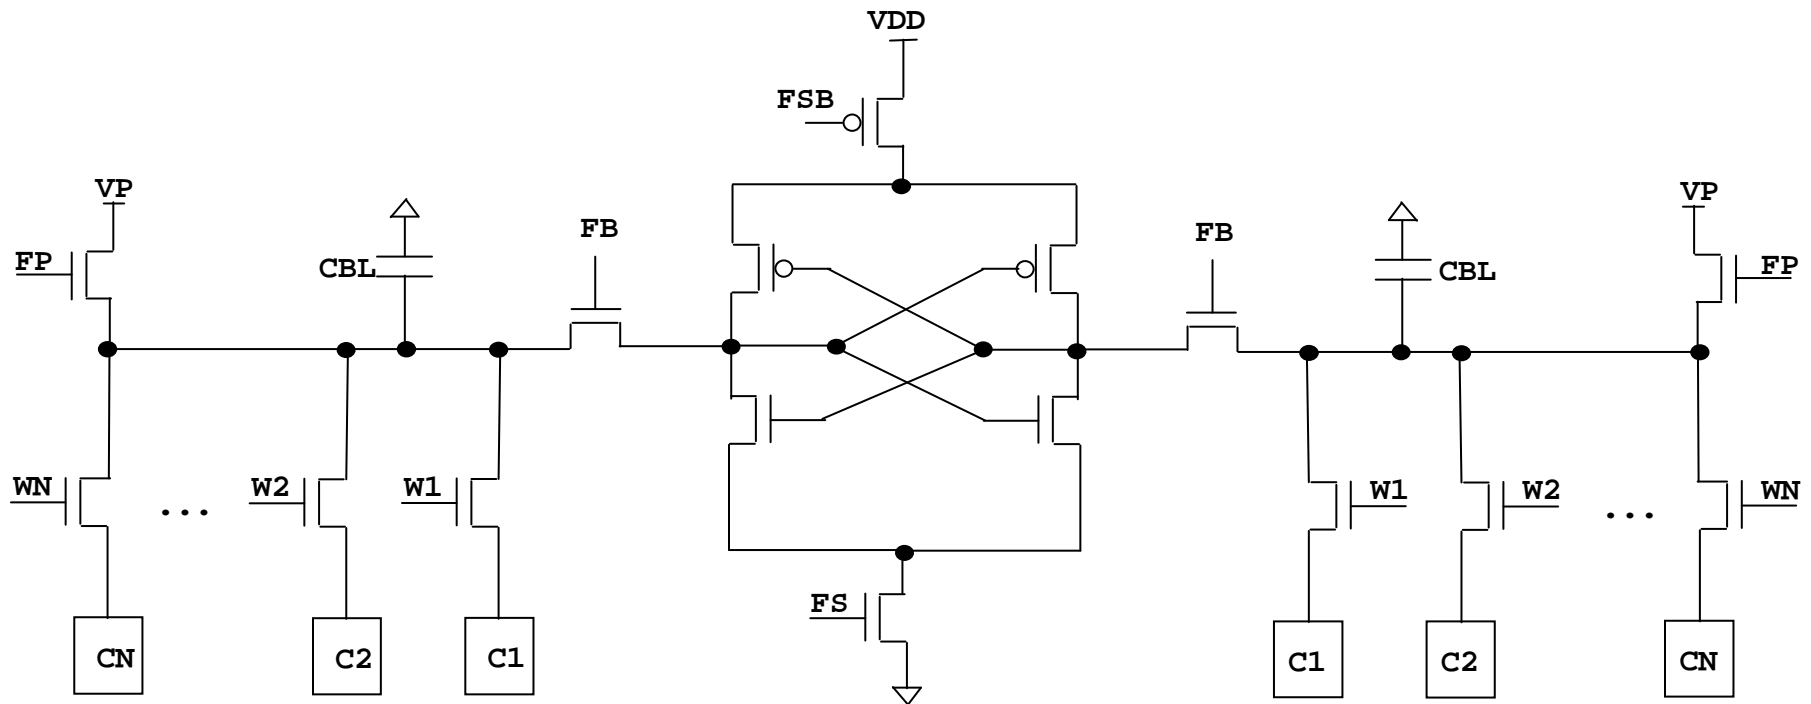 VDD
FSB
VP
VP
FB
FB
FP
CBL
CBL
FP
WN
...
W2
W1
W1
W2
...
WN
FS
CN
C2
C1
C1
C2
CN